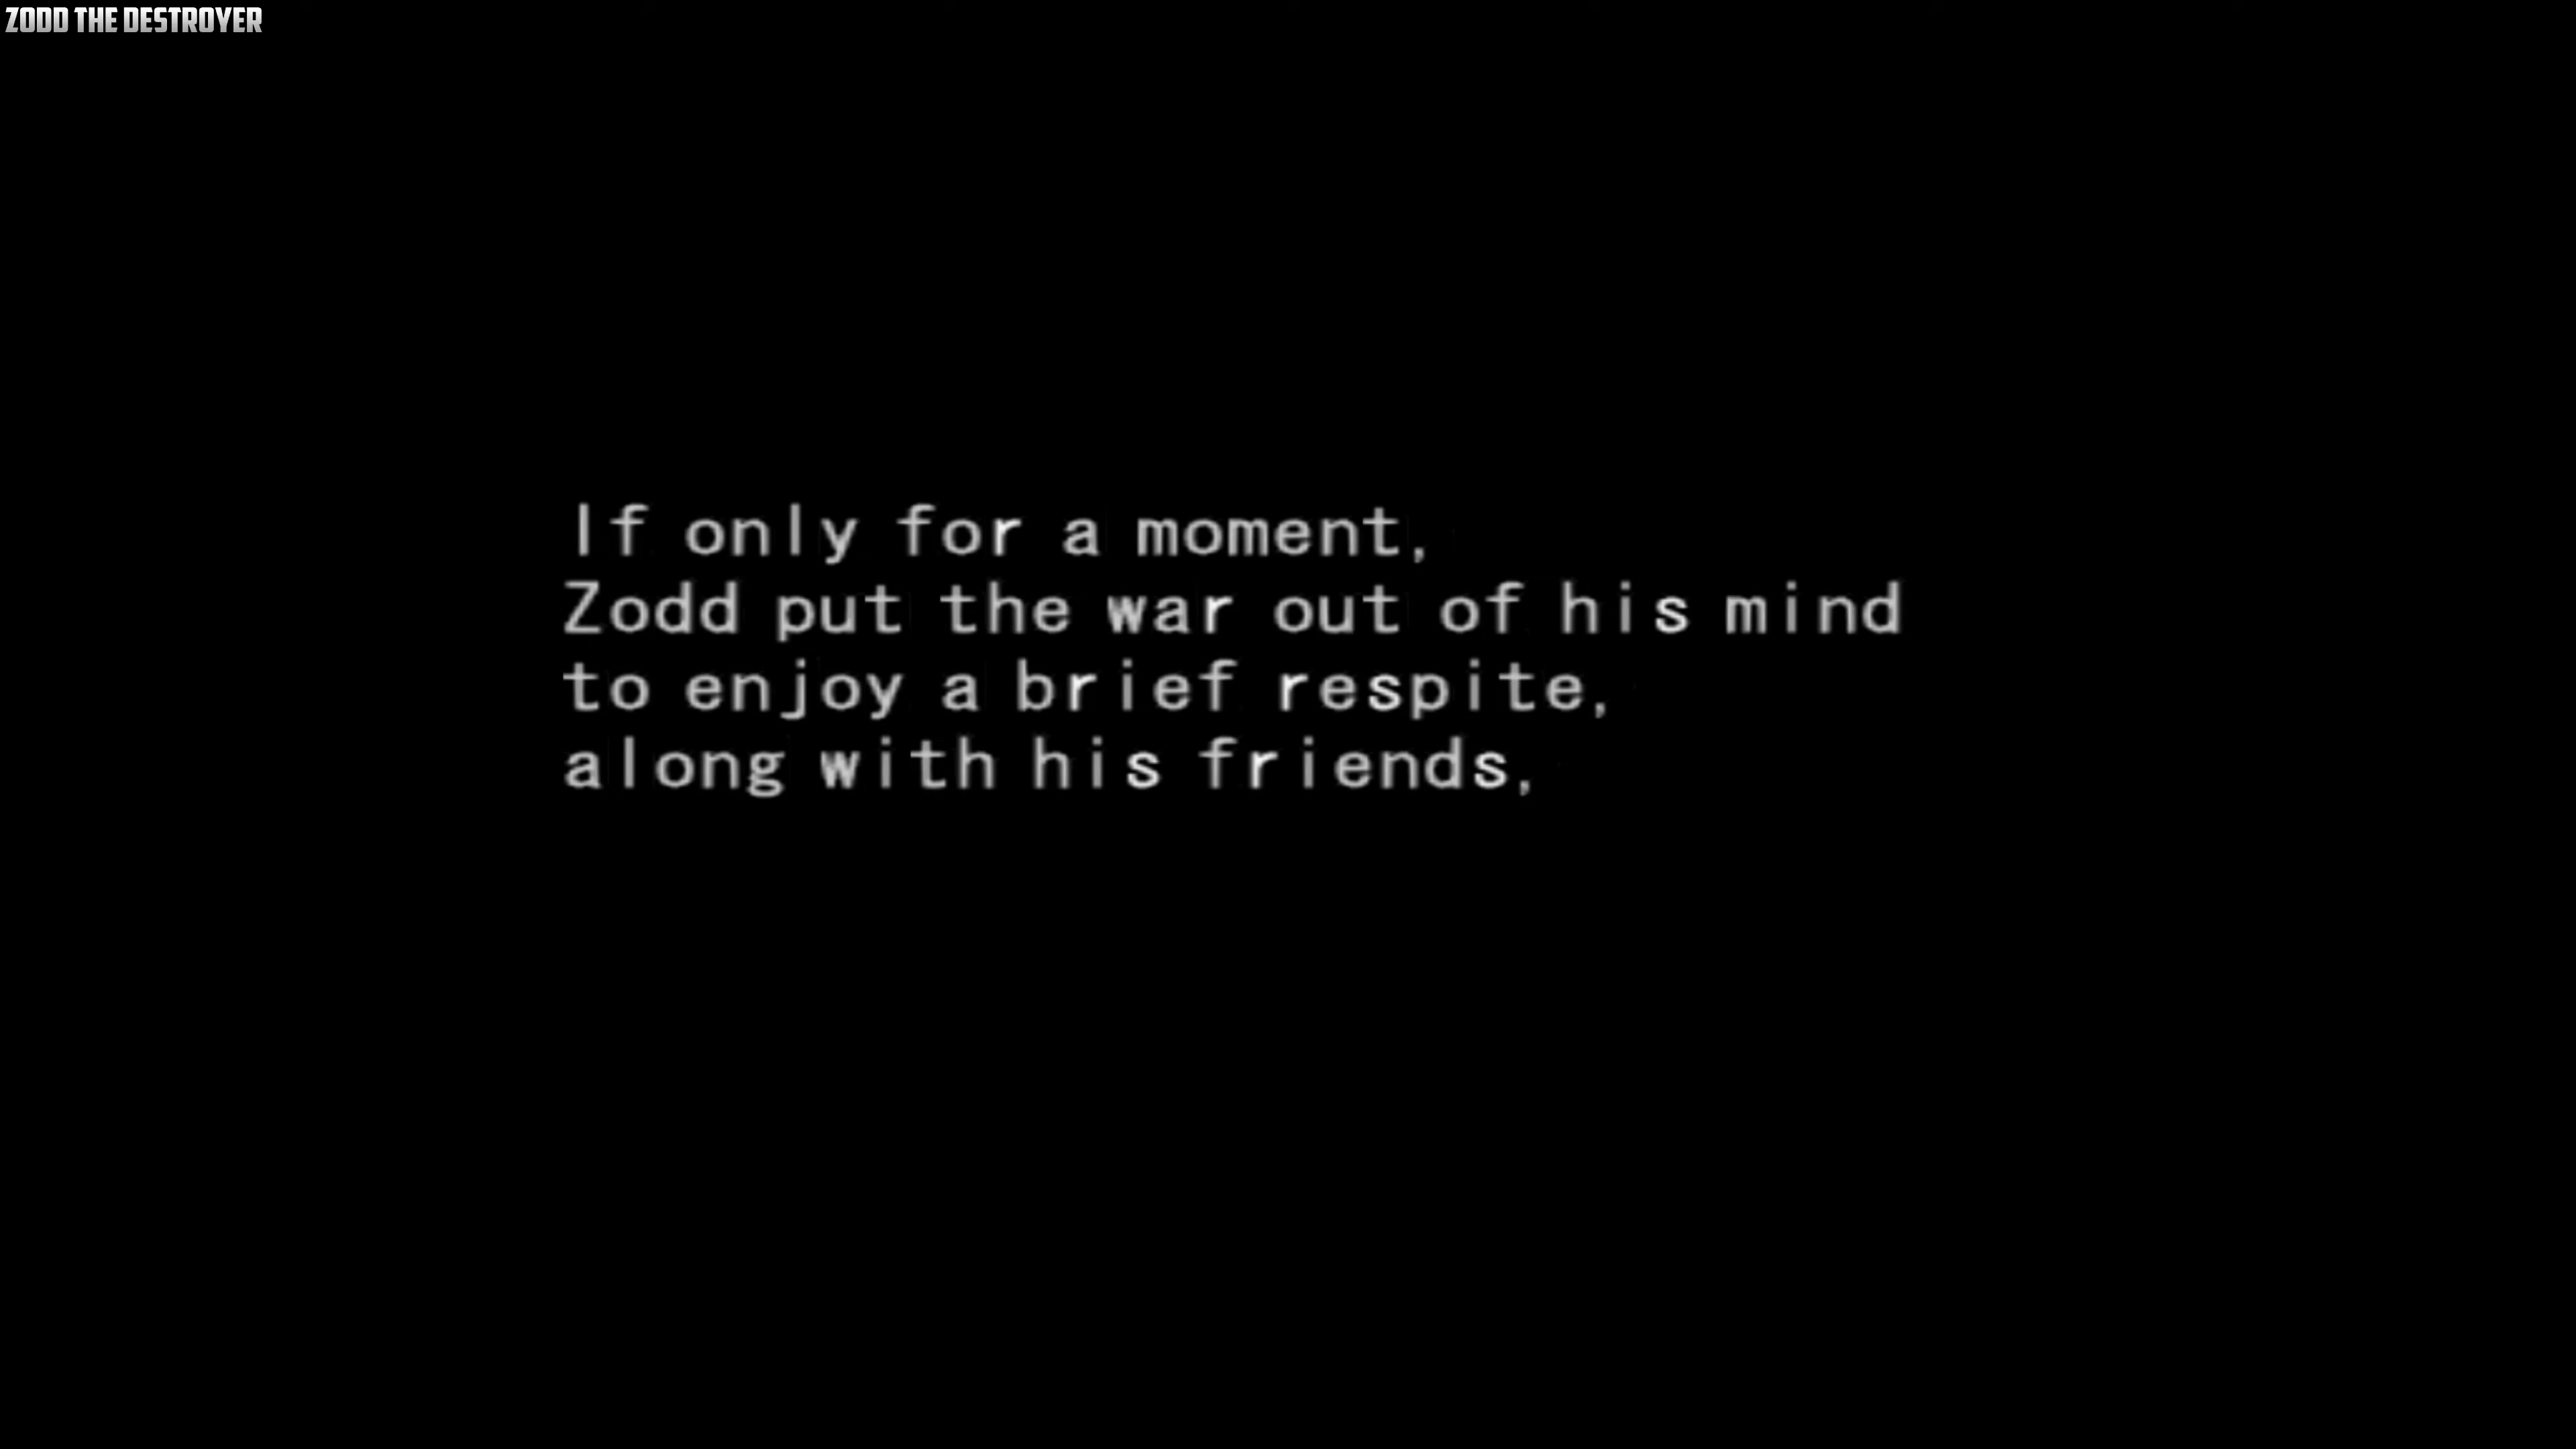 ZODD THE DESTROYER
If only for a moment,
Zodd put the war out of his mind
to enjoy a brief respite,
along with his friends,